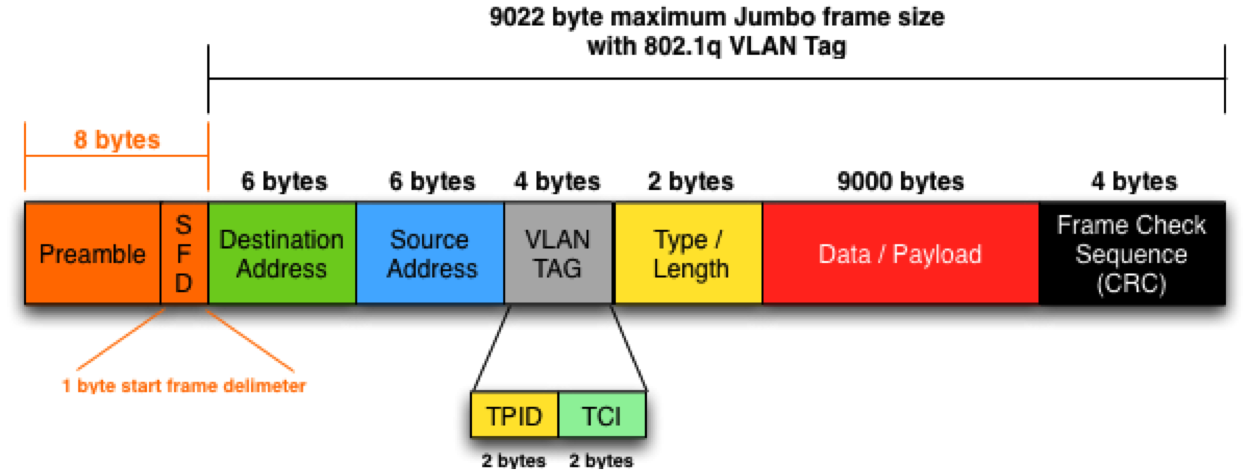 9022 byte maximum Jumbo frame size
with 802.1q VLAN Tag
8 bytes
6 bytes
6 bytes
4 bytes
2 bytes
9000 bytes
4 bytes
Preamble
S
F
D
Destination
Address
Source
Address
VLAN
TAG
Type /
Length
Data / Payload
Frame Check
Sequence
(CRC)
1 byte start frame delimeter
TPID
TCI
2 bytes
2 bytes